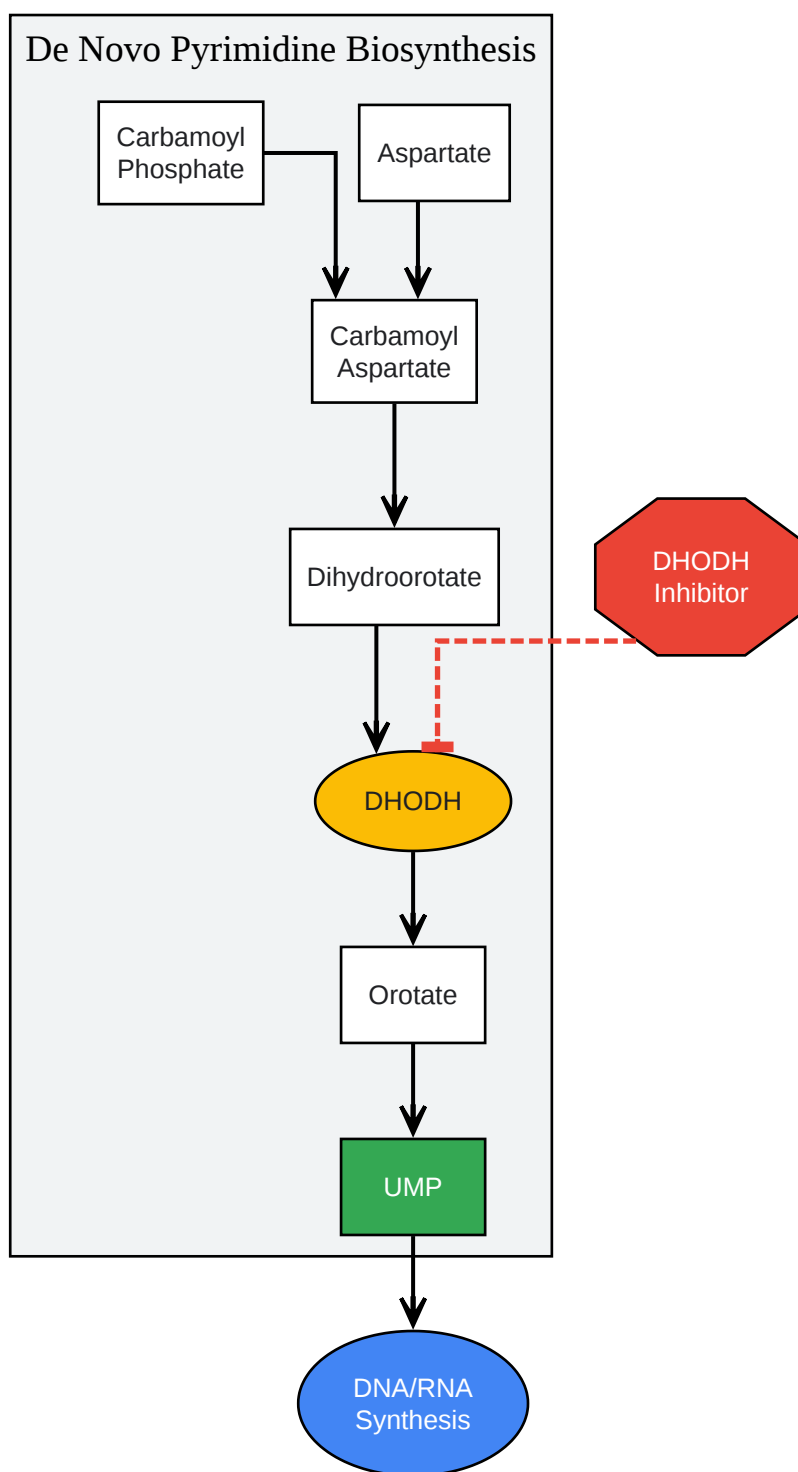 De Novo Pyrimidine Biosynthesis
Carbamoyl
Phosphate
Aspartate
Carbamoyl
Aspartate
Dihydroorotate
DHODH
Inhibitor
DHODH
Orotate
UMP
DNA/RNA
Synthesis